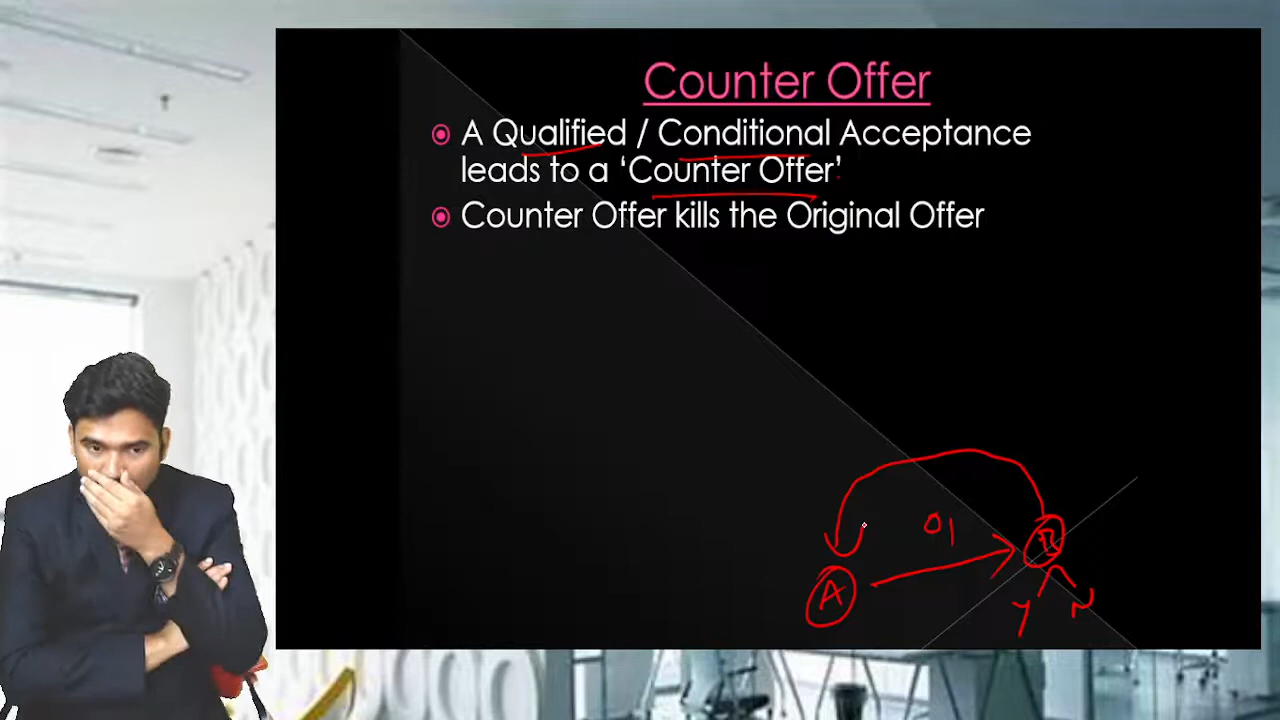 Counter Offer
A Qualified / Conditional Acceptance
leads to a ‘Counter Offer’
Counter Offer kills the Original Offer
O1
B
A
Y N